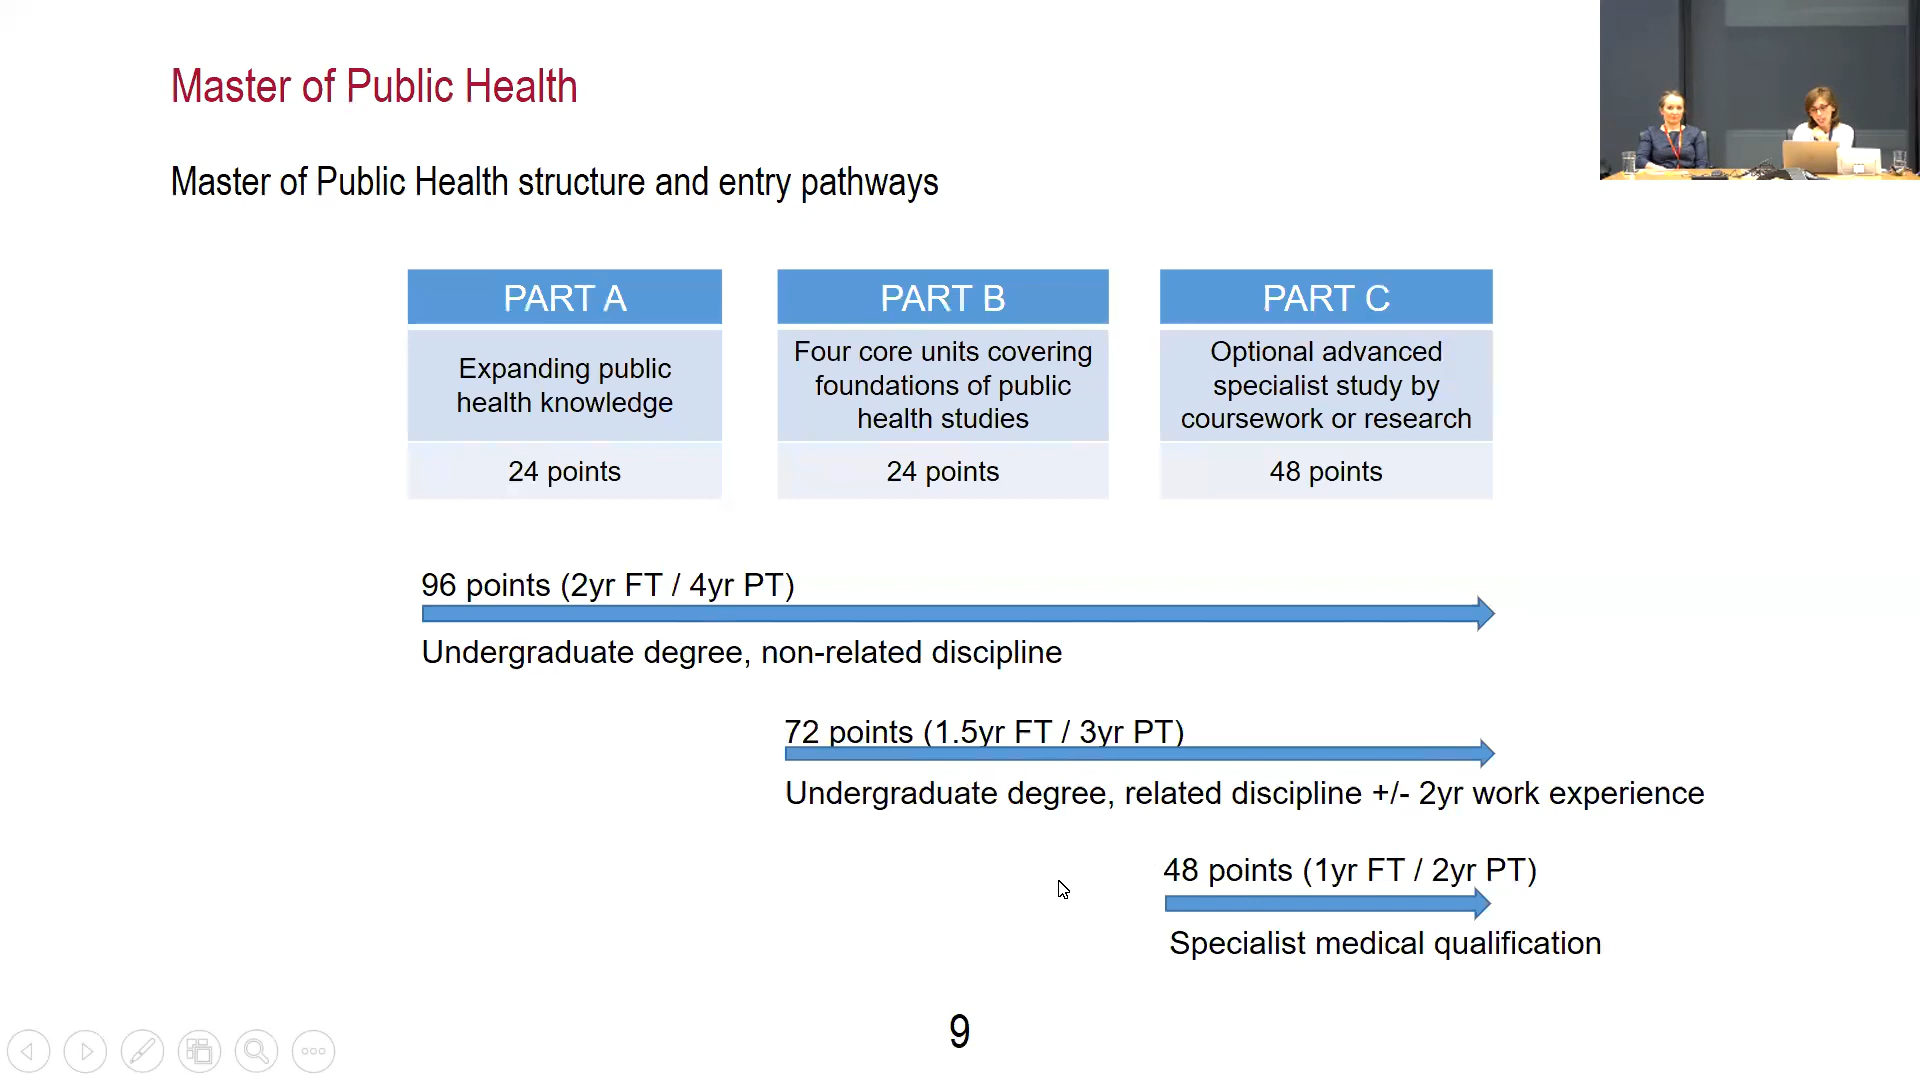 Master of Public Health
Master of Public Health structure and entry pathways
PART A
Expanding public
health knowledge
24 points
PART B
Four core units covering
foundations of public
health studies
24 points
PART C
Optional advanced
specialist study by
coursework or research
48 points
96 points (2yr FT / 4yr PT)
Undergraduate degree, non-related discipline
72 points (1.5yr FT / 3yr PT)
Undergraduate degree, related discipline +/- 2yr work experience
48 points (1yr FT / 2yr PT)
Specialist medical qualification
9